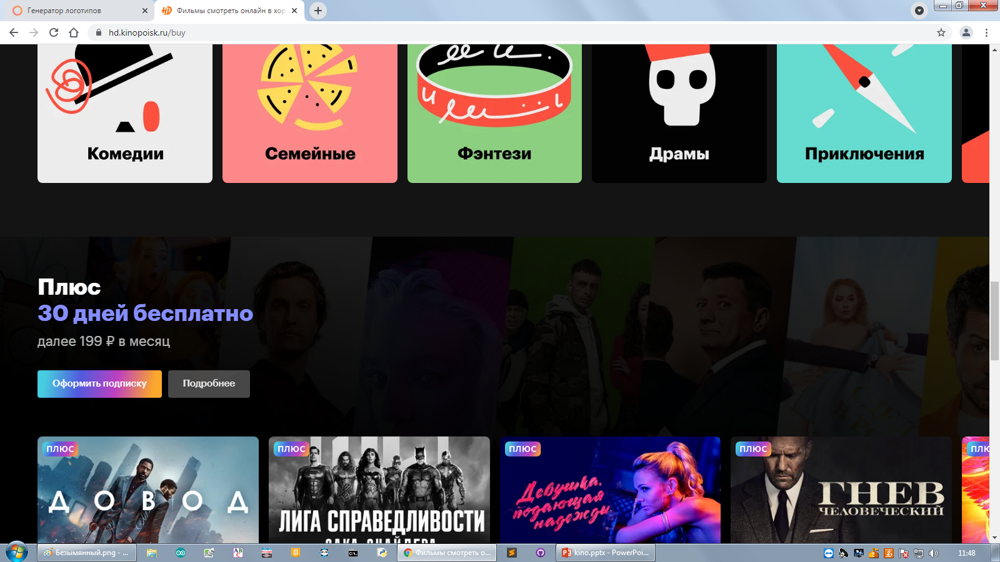 Генератор логотипов
Фильмы смотреть онлайн в хор
hd.kinopoisk.ru/buy
Комедии
Семейные
Фэнтези
Драмы
Приключения
Плюс
30 дней бесплатно
далее 199 ₽ в месяц
Оформить подписку
Подробнее
ПЛЮС
ДОВОД
ПЛЮС
ЛИГА СПРАВЕДЛИВОСТИ
ЗАКА СНАЙДЕРА
ПЛЮС
Девушка,
подающая
надежды
ПЛЮС
ГНЕВ
ЧЕЛОВЕЧЕСКИЙ
ПЛЮ
Безымянный.png - ...
Фильмы смотреть о...
kino.pptx - PowerPoi...
11:48